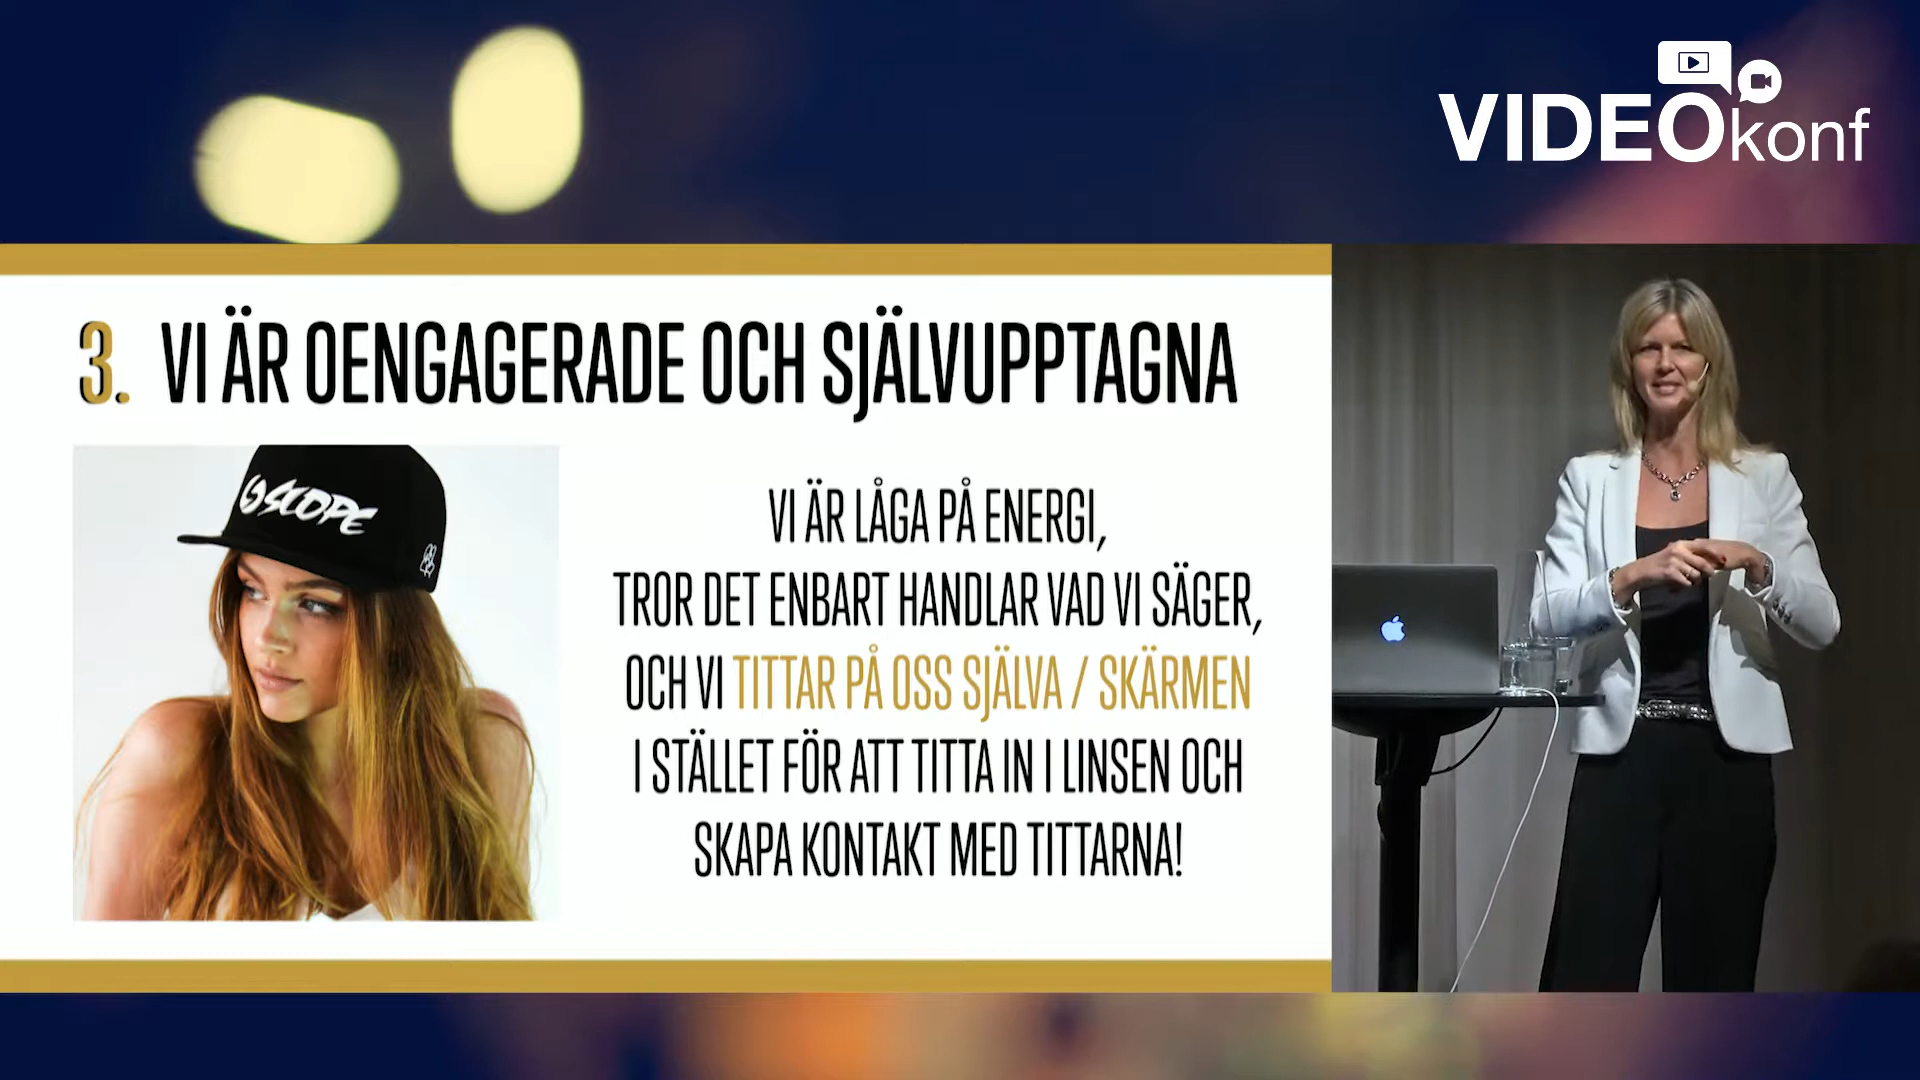 VIDEOkonf
3. VI ÄR OENGAGERADE OCH SJÄLVUPPTAGNA
SCOPE
VI ÄR LÅGA PÅ ENERGI,
TROR DET ENBART HANDLAR VAD VI SÄGER,
OCH VI TITTAR PÅ OSS SJÄLVA / SKÄRMEN
I STÄLLET FÖR ATT TITTA IN I LINSEN OCH
SKAPA KONTAKT MED TITTARNA!